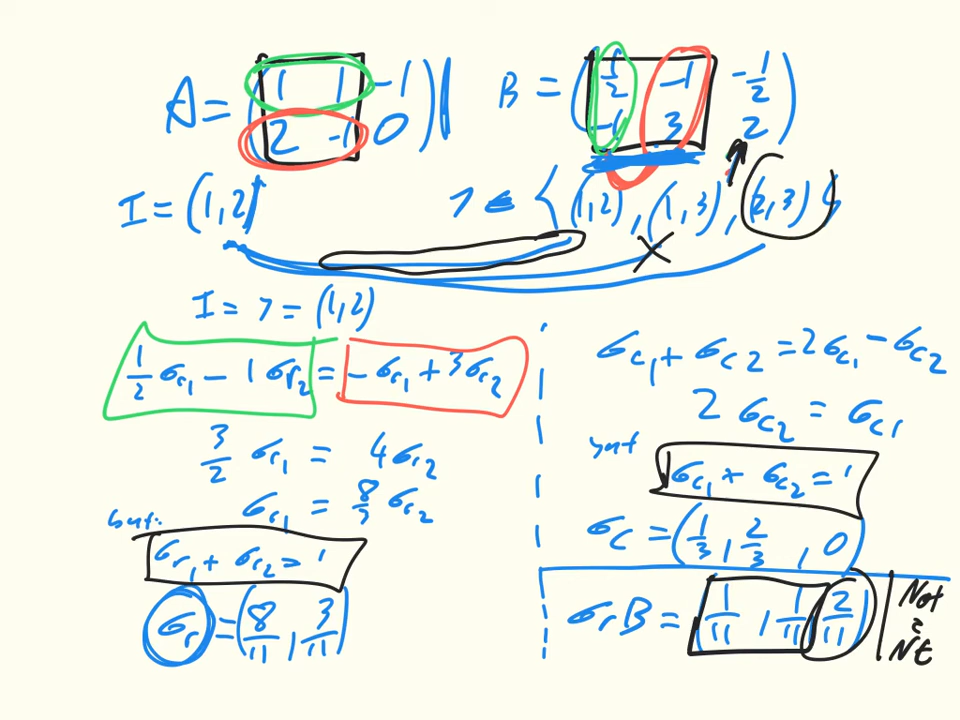 A = (1 1 -1
2 -1 0)
B = (1/2 -1 -1/2
-1 3 2)
I = (1,2)
{(1,2), (1,3), (2,3)}
I = J = (1,2)
1/2 σr1 - 1 σr2 = -σr1 + 3σr2
3/2 σr1 = 4σr2
σr1 = 8/3 σr2
but:
σr1 + σr2 = 1
σr = (8/11, 3/11)
σc1 + σc2 = 2σc1 - σc2
2σc2 = σc1
but
σc1 + σc2 = 1
σc = (1/3, 2/3, 0)
σrB = (1/11, 1/11, 2/11)
Not
a
NE